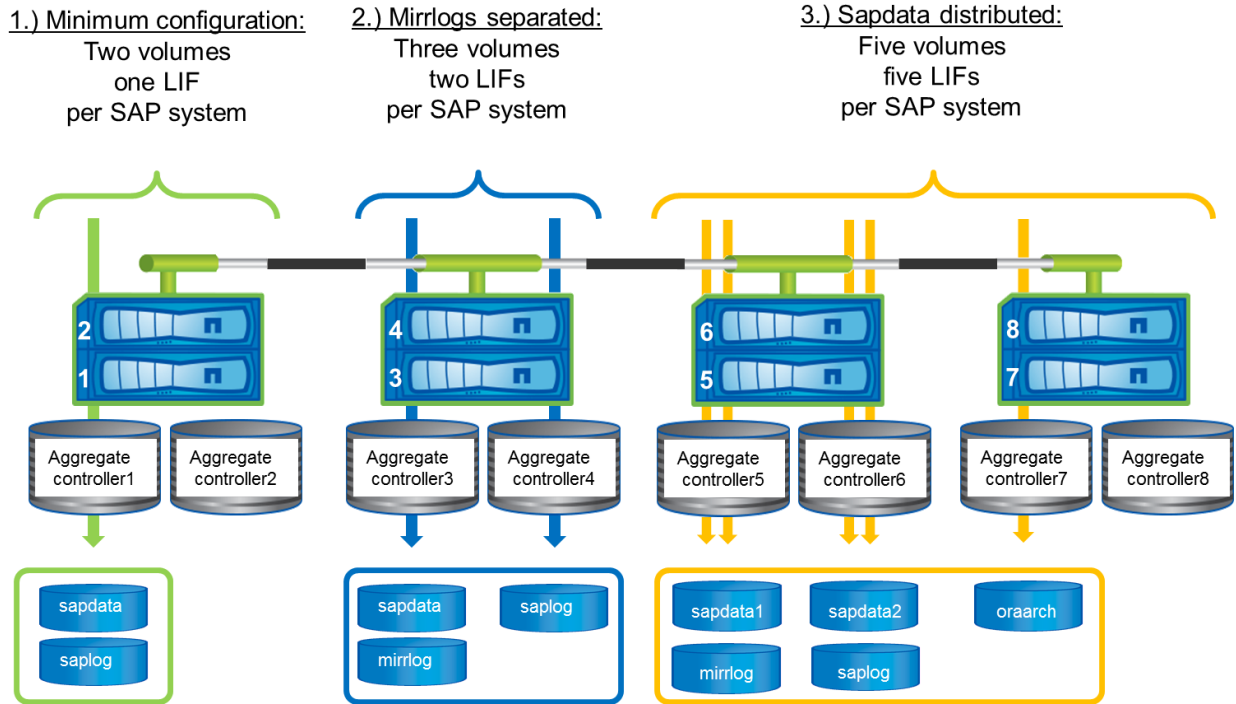 1.) Minimum configuration:
Two volumes
one LIF
per SAP system
2.) Mirrlogs separated:
Three volumes
two LIFs
per SAP system
3.) Sapdata distributed:
Five volumes
five LIFs
per SAP system
2
1
4
3
6
5
8
7
Aggregate
controller1
Aggregate
controller2
Aggregate
controller3
Aggregate
controller4
Aggregate
controller5
Aggregate
controller6
Aggregate
controller7
Aggregate
controller8
sapdata
saplog
sapdata
saplog
mirrlog
sapdata1
sapdata2
oraarch
mirrlog
saplog